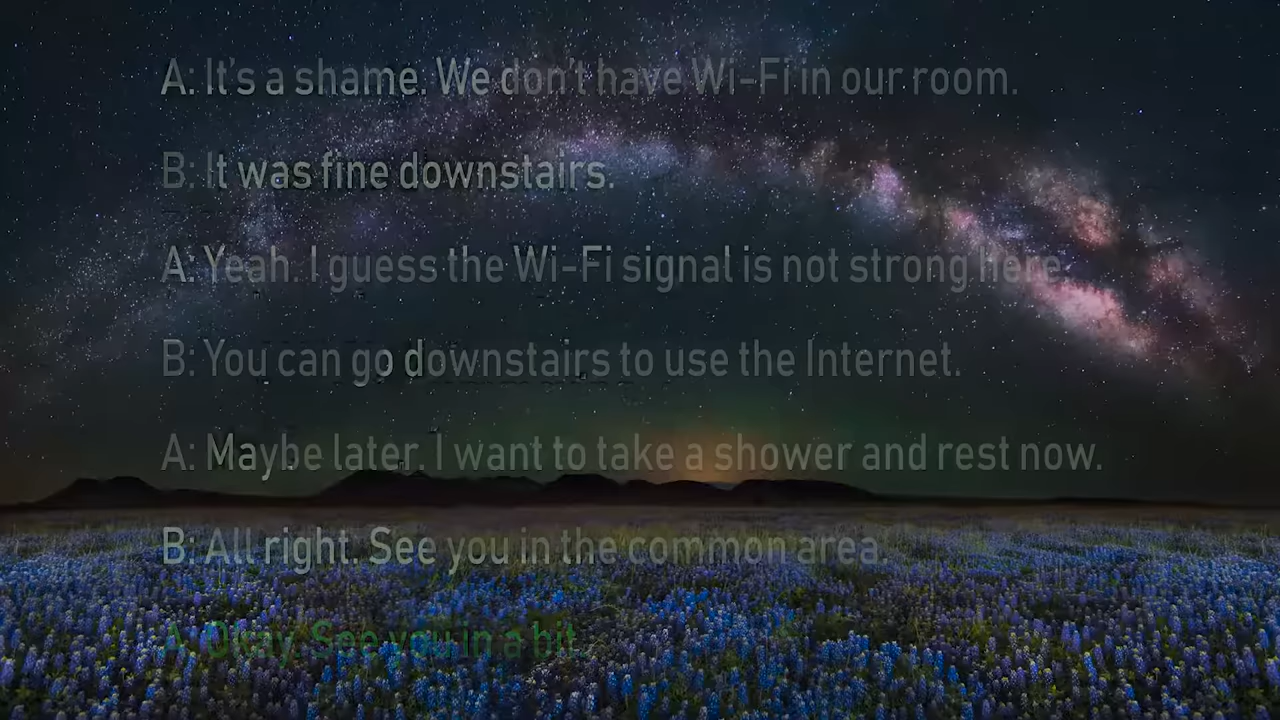 A: It's a shame. We don't have Wi-Fi in our room.
B: It was fine downstairs.
A: Yeah. I guess the Wi-Fi signal is not strong here.
B: You can go downstairs to use the Internet.
A: Maybe later. I want to take a shower and rest now.
B: All right. See you in the common area.
A: Okay. See you in a bit.